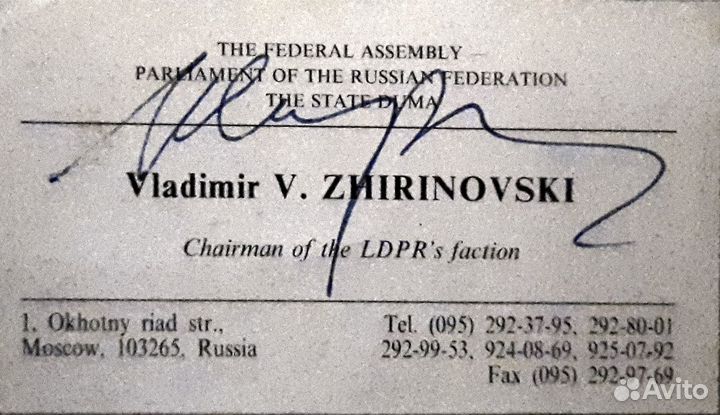 THE FEDERAL ASSEMBLY —
PARLIAMENT OF THE RUSSIAN FEDERATION
THE STATE DUMA
Vladimir V. ZHIRINOVSKI
Chairman of the LDPR's faction
1, Okhotny riad str.,
Moscow, 103265, Russia
Tel. (095) 292-37-95, 292-80-01
292-99-53, 924-08-69, 925-07-92
Fax (095) 292-97-69
Avito